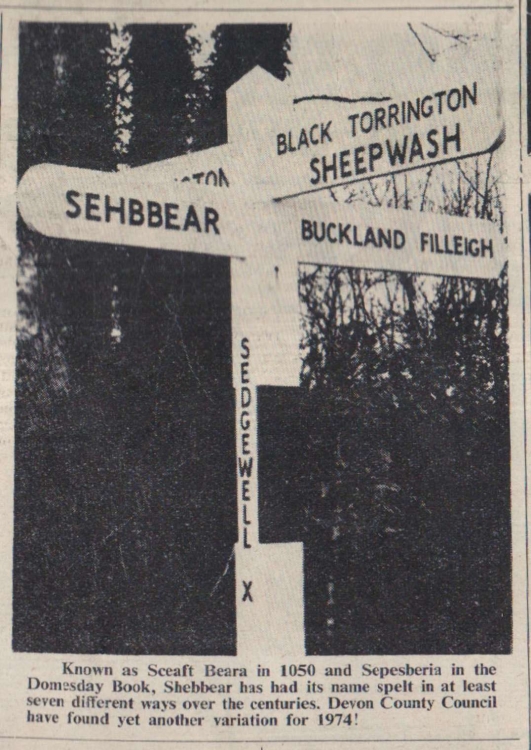 BLACK TORRINGTON
SHEEPWASH
SEHBBEAR
BUCKLAND FILLEIGH
SEDGEWELL
X
Known as Sceaft Beara in 1050 and Sepesberia in the
Domesday Book, Shebbear has had its name spelt in at least
seven different ways over the centuries. Devon County Council
have found yet another variation for 1974!